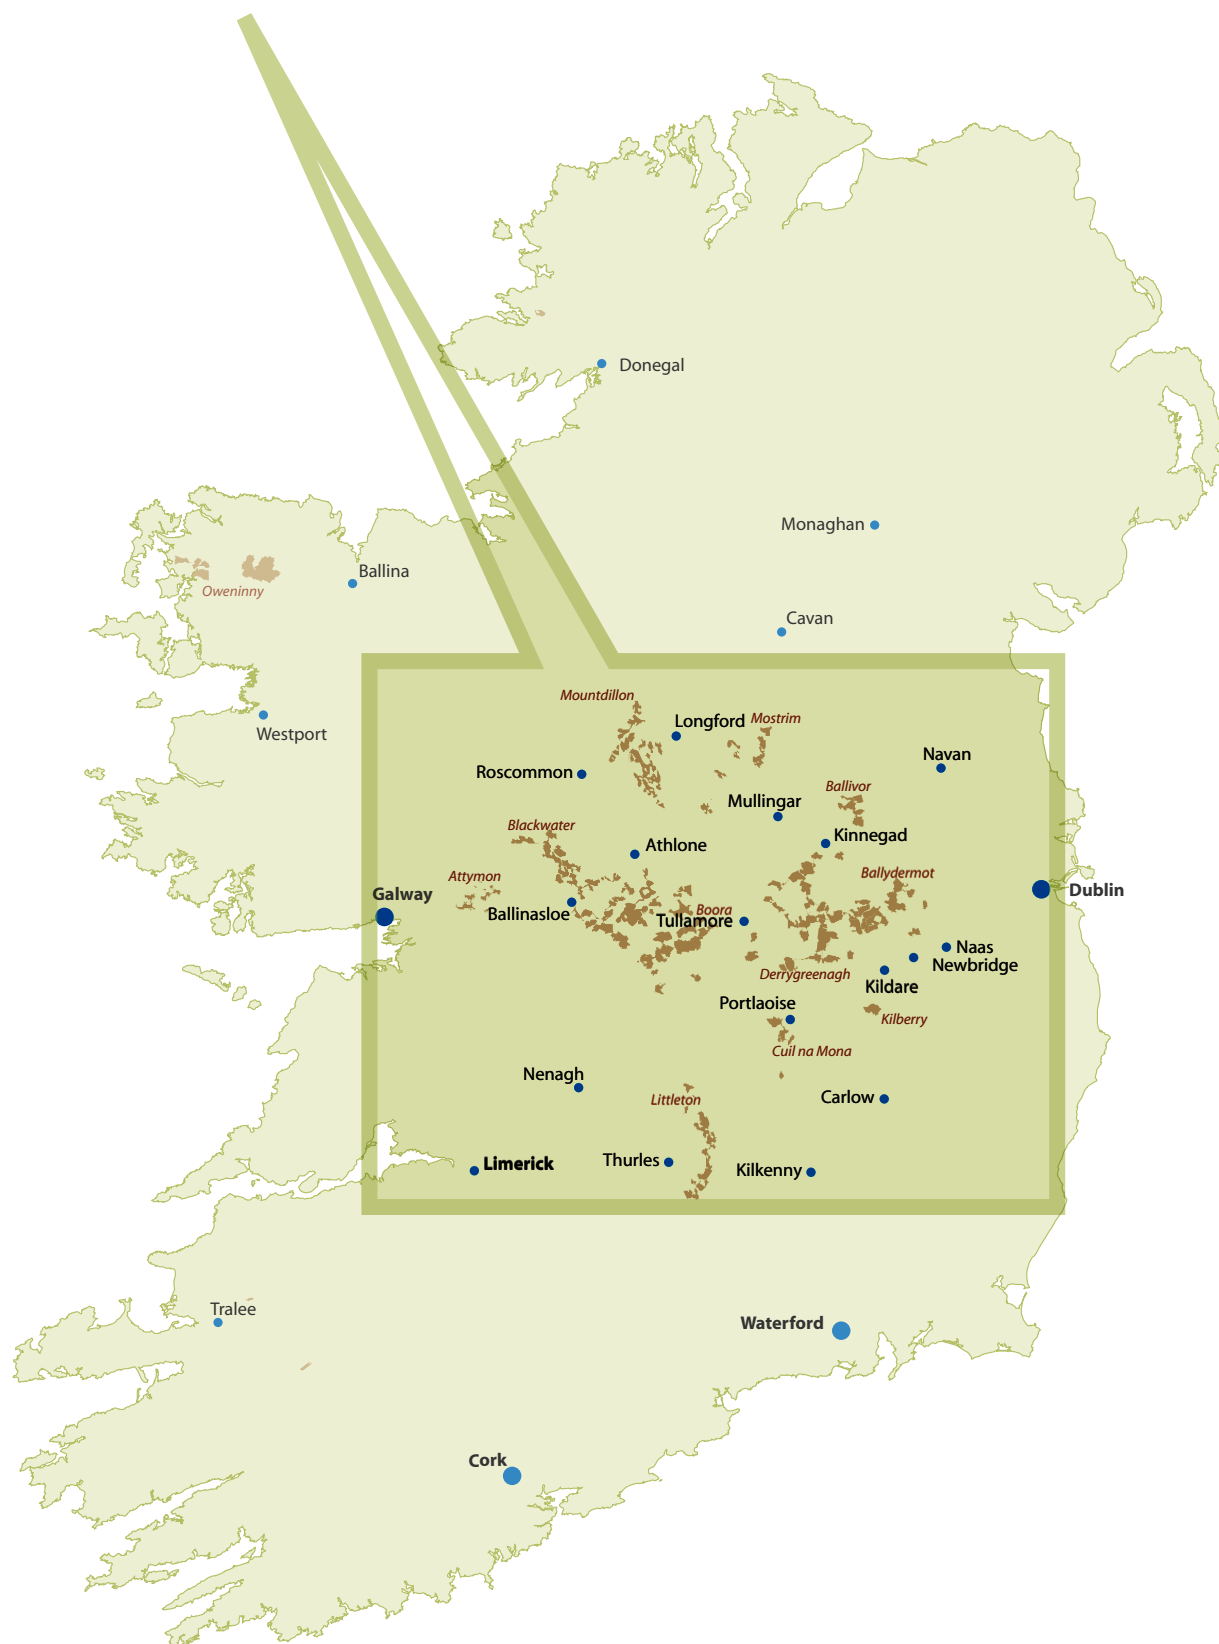 Donegal
Monaghan
Ballina
Oweninny
Cavan
Mountdillon
Longford
Mostrim
Westport
Navan
Roscommon
Ballivor
Mullingar
Blackwater
Kinnegad
Athlone
Ballydermot
Attymon
Galway
Dublin
Boora
Ballinasloe
Tullamore
Naas
Newbridge
Derrygreenagh
Kildare
Portlaoise
Kilberry
Cuil na Mona
Nenagh
Littleton
Carlow
Thurles
Limerick
Kilkenny
Tralee
Waterford
Cork